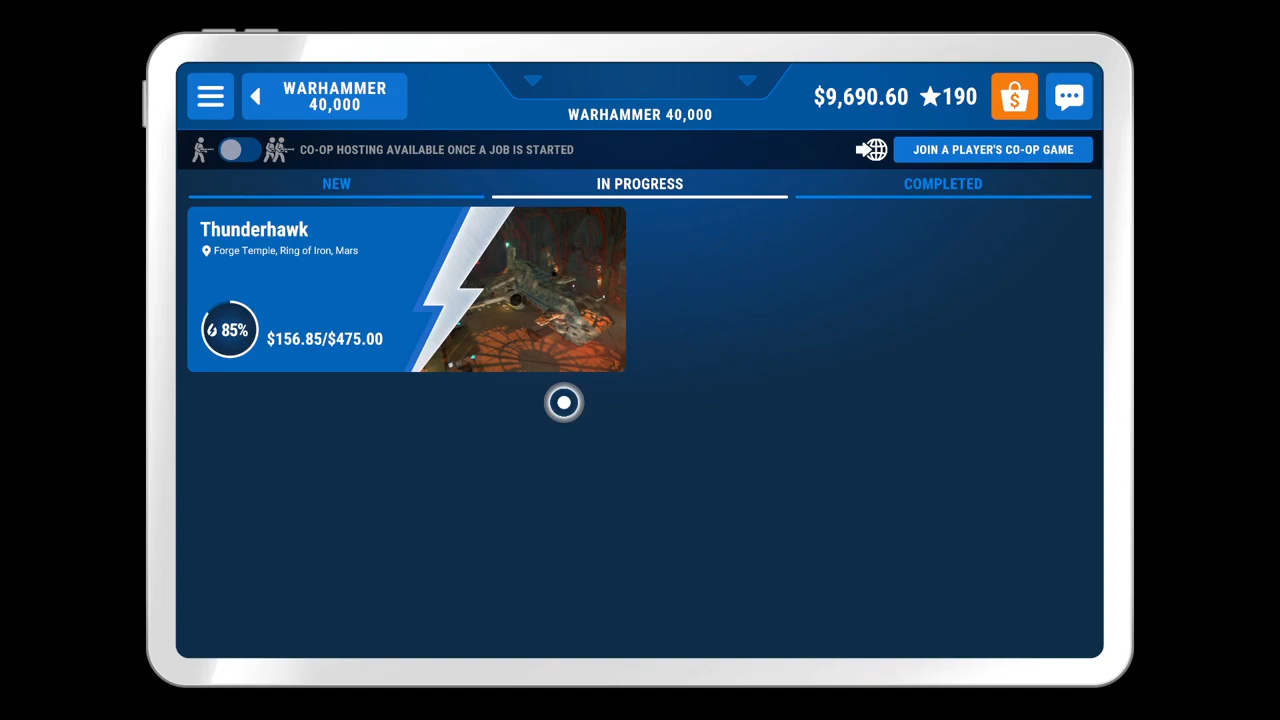 WARHAMMER
40,000
WARHAMMER 40,000
$9,690.60 ★190
CO-OP HOSTING AVAILABLE ONCE A JOB IS STARTED
JOIN A PLAYER'S CO-OP GAME
NEW
IN PROGRESS
COMPLETED
Thunderhawk
Forge Temple, Ring of Iron, Mars
85%
$156.85/$475.00